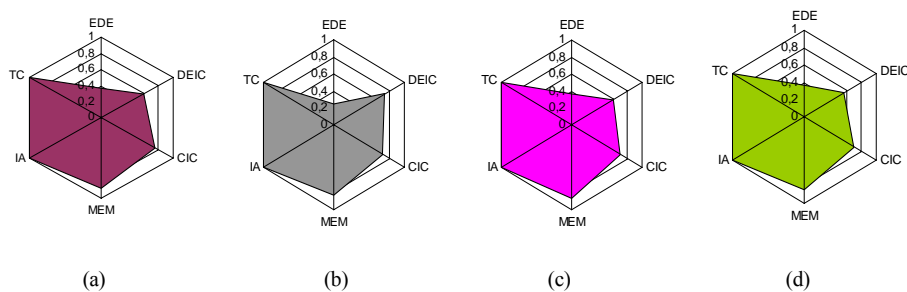 EDE
1
0,8
0,6
0,4
0,2
0
TC
DEIC
IA
CIC
MEM
EDE
1
0,8
0,6
0,4
0,2
0
TC
DEIC
IA
CIC
MEM
EDE
1
0,8
0,6
0,4
0,2
0
TC
DEIC
IA
CIC
MEM
EDE
1
0,8
0,6
0,4
0,2
0
TC
DEIC
IA
CIC
MEM
(a) (b) (c) (d)